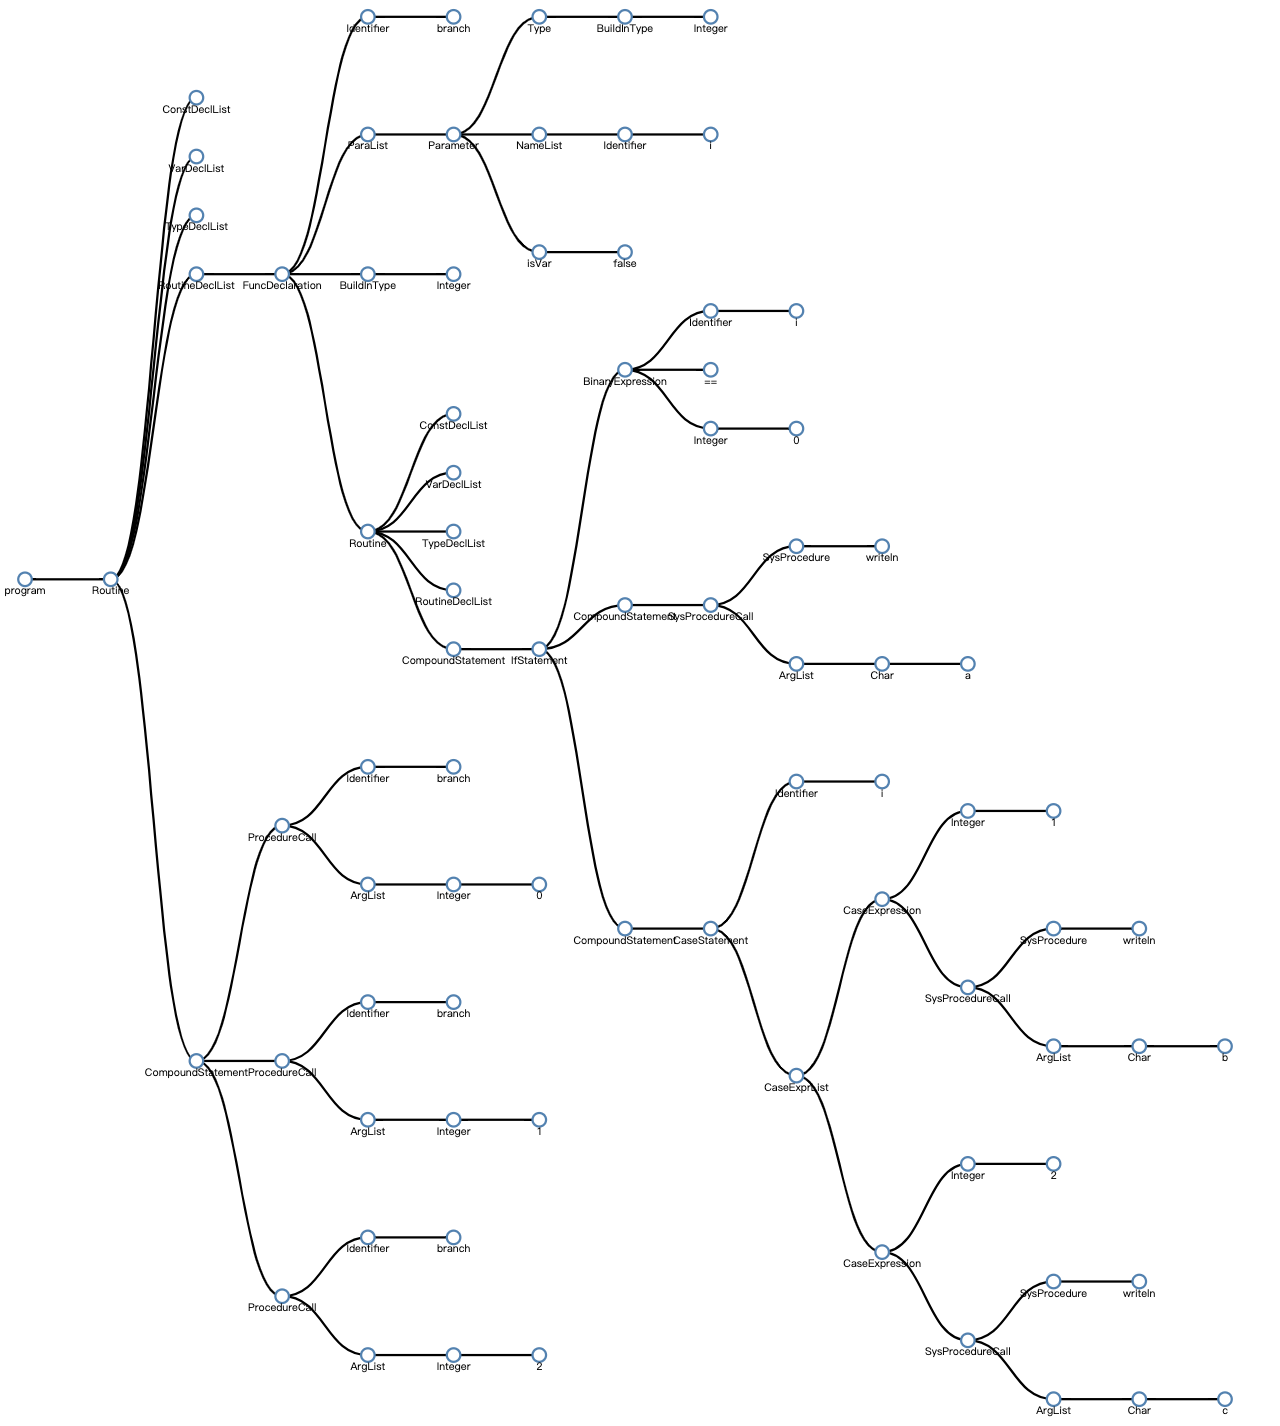 Identifier branch Type BuildInType Integer
ConstDeclList
ParaList Parameter NameList Identifier i
VarDeclList
TypeDeclList
isVar false
RoutineDeclList FuncDeclaration BuildInType Integer
Identifier i
BinaryExpression ==
ConstDeclList
Integer 0
VarDeclList
Routine TypeDeclList
SysProcedure writeln
program Routine
RoutineDeclList
CompoundStatement SysProcedureCall
CompoundStatement IfStatement
ArgList Char a
Identifier branch
Identifier i
Integer 1
ProcedureCall
ArgList Integer 0
CaseExpression
CompoundStatement CaseStatement
SysProcedure writeln
SysProcedureCall
Identifier branch
ArgList Char b
CompoundStatement ProcedureCall
CaseExprList
ArgList Integer 1
Integer 2
Identifier branch
CaseExpression
SysProcedure writeln
ProcedureCall
SysProcedureCall
ArgList Integer 2
ArgList Char c